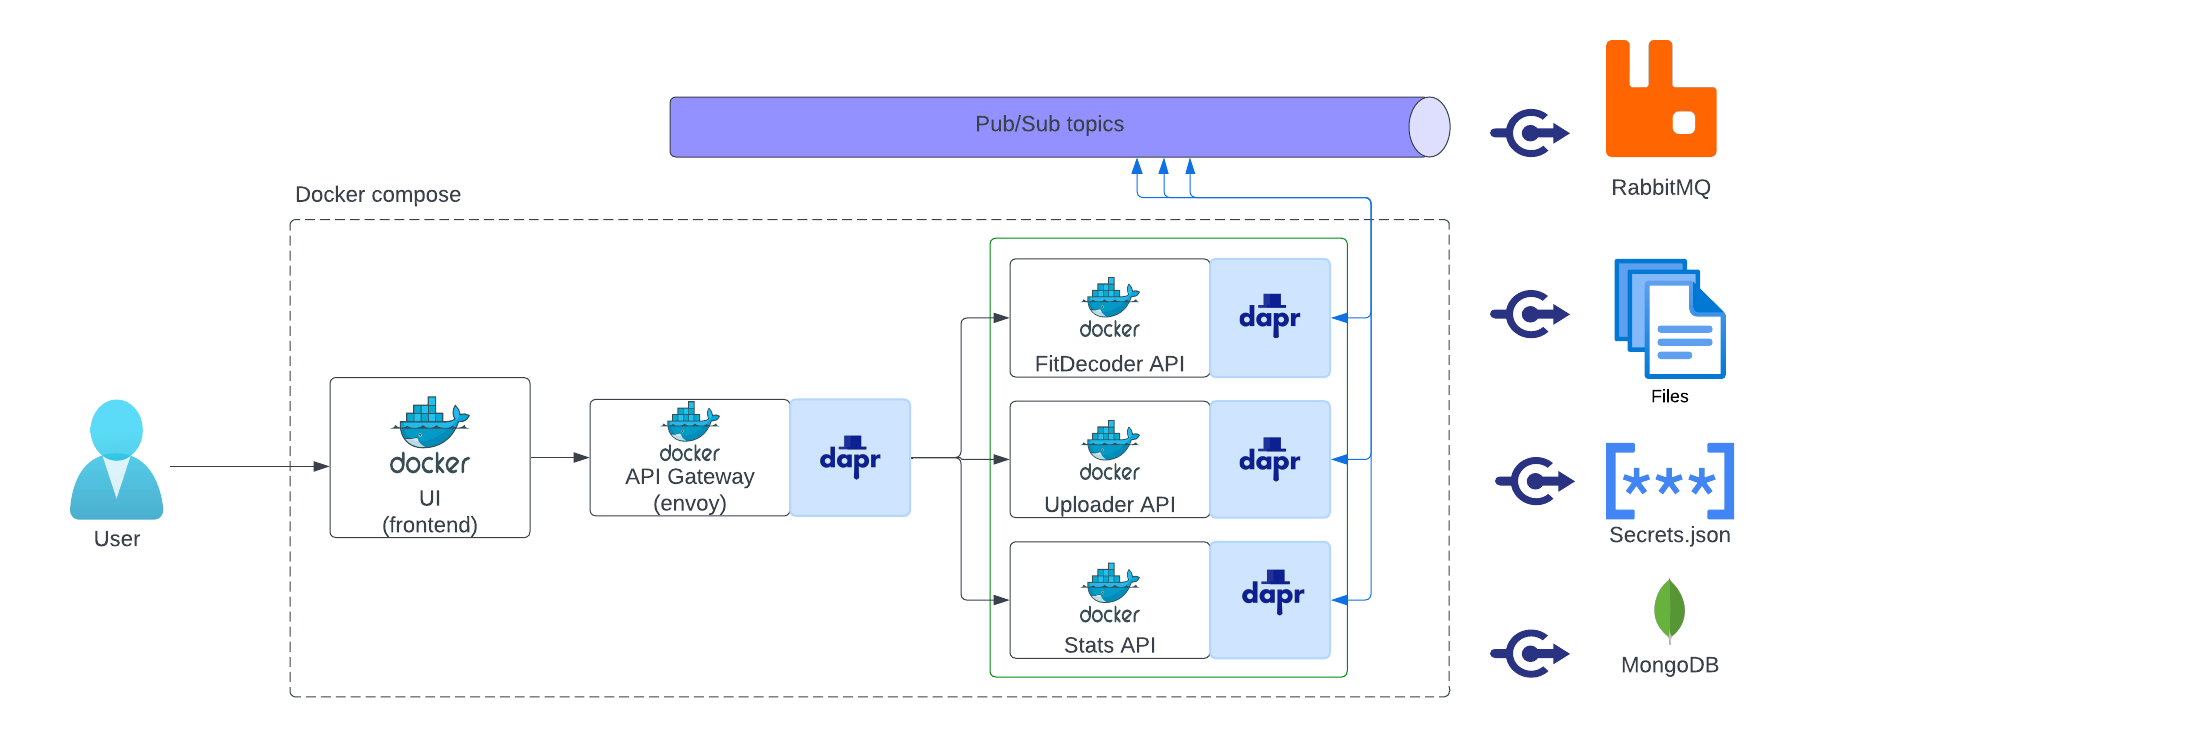 Pub/Sub topics
RabbitMQ
Docker compose
docker
FitDecoder API
dapr
Files
User
docker
UI
(frontend)
docker
API Gateway
(envoy)
dapr
docker
Uploader API
dapr
***
Secrets.json
docker
Stats API
dapr
MongoDB